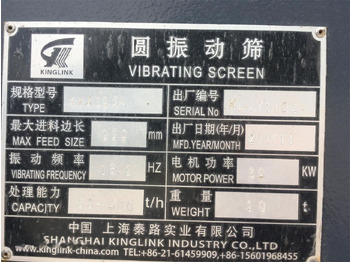 圆振动筛
KINGLINK
VIBRATING SCREEN
规格型号
TYPE
出厂编号
SERIAL No
最大进料边长
MAX FEED SIZE
mm
出厂日期(年/月)
MFD.YEAR/MONTH
振动频率
VIBRATING FREQUENCY
HZ
电机功率
MOTOR POWER
KW
处理能力
CAPACITY
t/h
重量
WEIGHT
t
中国 上海秦路实业有限公司
SHANGHAI KINGLINK INDUSTRY CO.,LTD
www.kinglink-china.com TEL:+86-21-61459909,+86-15601968455